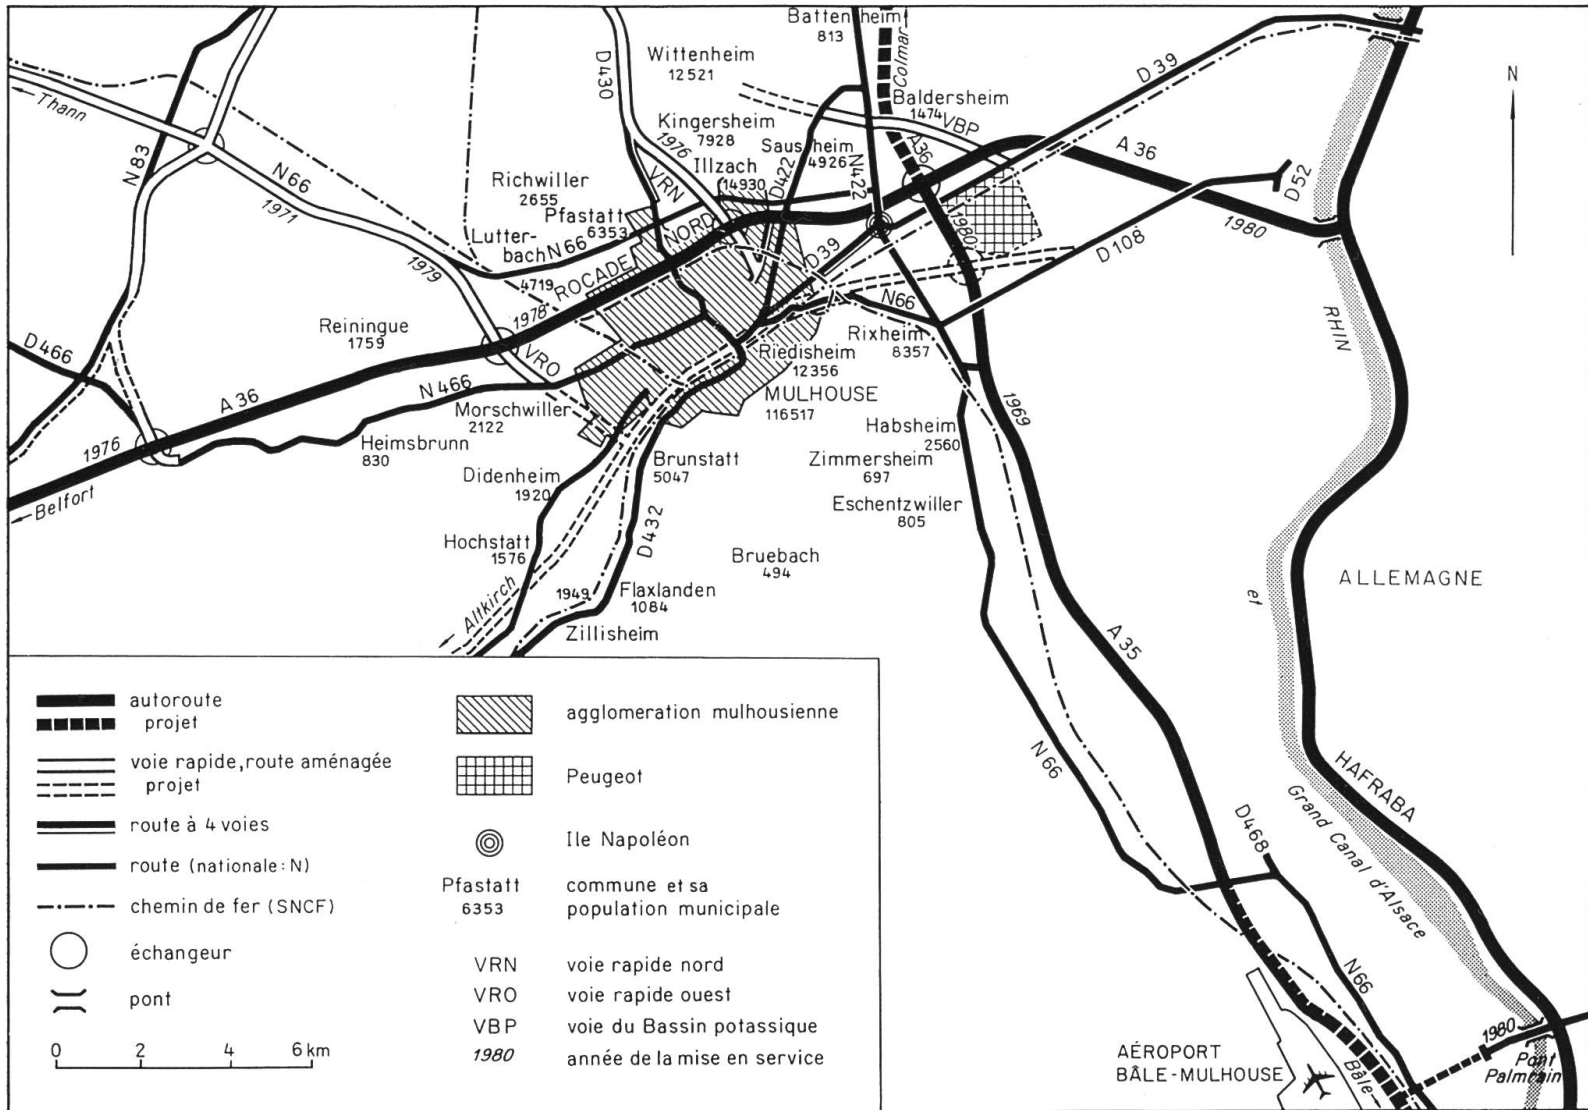 Battenheim
813
Colmar
Wittenheim
12521
D430
D39
N
Thann
N83
Baldersheim
1474
VBP
Kingersheim
7928
1976
Sausheim
4926
A36
A36
N66
1971
Illzach
14930
D422
N422
D52
Richwiller
2655
VRN
Pfastatt
6353
NORD
Lutter-
bach
N66
1980
1980
D108
4719
ROCADE
D39
1979
1978
Reiningue
1759
VRO
N66
Rixheim
8357
RHIN
D466
Riedisheim
12356
A36
N466
MULHOUSE
116517
1969
Morschwiller
2122
1976
Heimsbrunn
830
Habsheim
2560
Belfort
Didenheim
1920
Brunstatt
5047
Zimmersheim
697
Eschentzwiller
805
D432
Hochstatt
1576
Bruebach
494
ALLEMAGNE
et
Altkirch
1949
Flaxlanden
1084
Zillisheim
A35
N66
HAFRABA
Grand Canal d'Alsace
D468
N66
1980
Pont
Palmrain
AÉROPORT
BÂLE-MULHOUSE
Bâle
autoroute
projet
voie rapide, route aménagée
projet
route à 4 voies
route (nationale: N)
chemin de fer (SNCF)
échangeur
pont
0 2 4 6 km
agglomeration mulhousienne
Peugeot
Ile Napoléon
Pfastatt
6353
commune et sa
population municipale
VRN voie rapide nord
VRO voie rapide ouest
VBP voie du Bassin potassique
1980 année de la mise en service